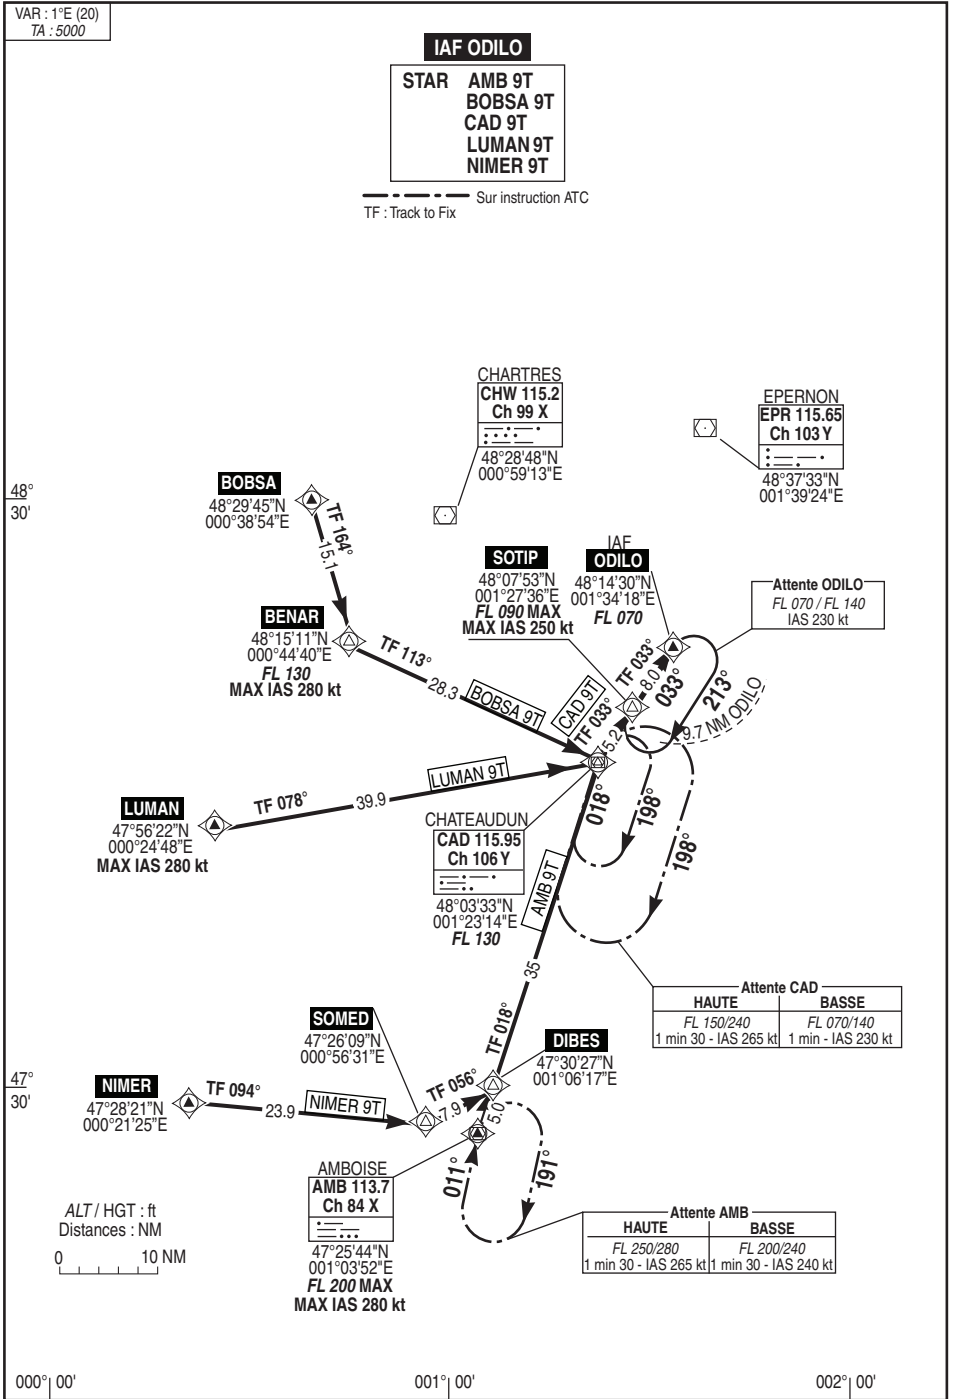 VAR : 1°E (20)
TA : 5000
IAF ODILO
STAR AMB 9T
BOBSA 9T
CAD 9T
LUMAN 9T
NIMER 9T
Sur instruction ATC
TF : Track to Fix
CHARTRES
CHW 115.2
Ch 99 X
48°28'48"N
000°59'13"E
EPERNON
EPR 115.65
Ch 103 Y
48°37'33"N
001°39'24"E
48°
30'
BOBSA
48°29'45"N
000°38'54"E
TF 164°
15.1
SOTIP
48°07'53"N
001°27'36"E
FL 090 MAX
MAX IAS 250 kt
IAF
ODILO
48°14'30"N
001°34'18"E
FL 070
Attente ODILO
FL 070 / FL 140
IAS 230 kt
BENAR
48°15'11"N
000°44'40"E
FL 130
MAX IAS 280 kt
TF 113°
28.3
BOBSA 9T
CAD 9T
TF 033°
5.2
TF 033°
8.0
033°
213°
9.7 NM ODILO
LUMAN
47°56'22"N
000°24'48"E
MAX IAS 280 kt
TF 078°
39.9
LUMAN 9T
CHATEAUDUN
CAD 115.95
Ch 106 Y
48°03'33"N
001°23'14"E
FL 130
018°
198°
198°
AMB 9T
35
TF 018°
Attente CAD
HAUTE BASSE
FL 150/240 FL 070/140
1 min 30 - IAS 265 kt 1 min - IAS 230 kt
SOMED
47°26'09"N
000°56'31"E
DIBES
47°30'27"N
001°06'17"E
47°
30'
NIMER
47°28'21"N
000°21'25"E
TF 094°
23.9
NIMER 9T
TF 056°
7.9
5.0
AMBOISE
AMB 113.7
Ch 84 X
47°25'44"N
001°03'52"E
FL 200 MAX
MAX IAS 280 kt
011°
191°
Attente AMB
HAUTE BASSE
FL 250/280 FL 200/240
1 min 30 - IAS 265 kt 1 min 30 - IAS 240 kt
ALT / HGT : ft
Distances : NM
0 10 NM
000° 00' 001° 00' 002° 00'